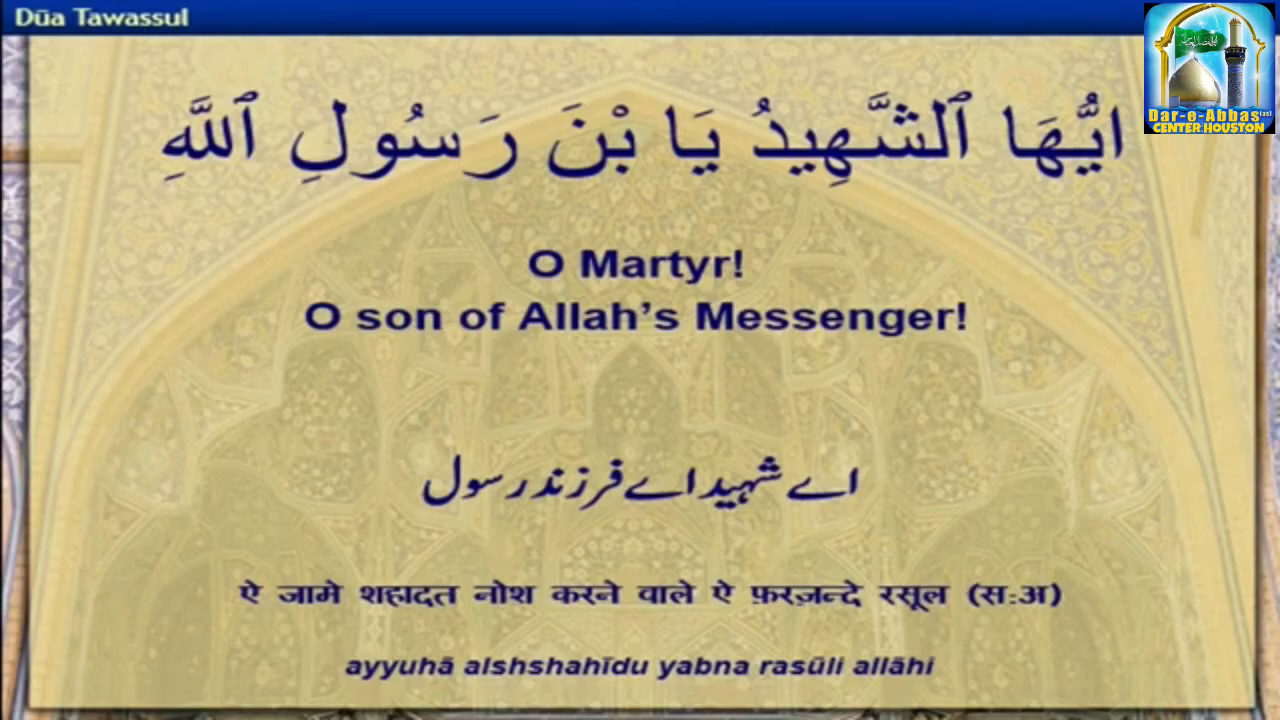 Dūa Tawassul
ايُّهَا ٱلشَّهِيدُ يَا بْنَ رَسُولِ ٱللَّهِ
O Martyr!
O son of Allah’s Messenger!
اے شہید اے فرزند رسول
ऐ जामे शहादत नोश करने वाले ऐ फ़रज़न्दे रसूल (स:अ)
ayyuhā alshshahīdu yabna rasūli allāhi
Dar-e-Abbas(as)
CENTER HOUSTON